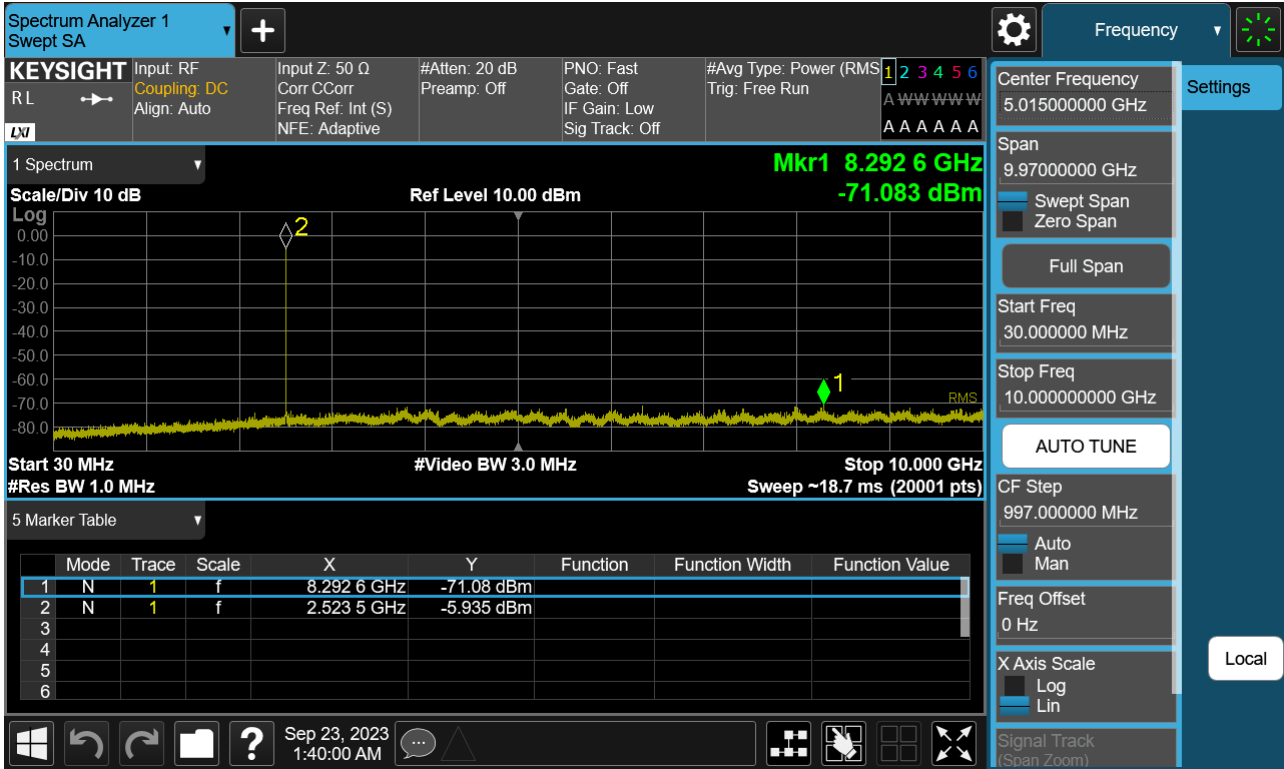 Spectrum Analyzer 1
Swept SA
Frequency
KEYSIGHT
R L
LXI
Input: RF
Coupling: DC
Align: Auto
Input Z: 50 Ω
Corr CCorr
Freq Ref: Int (S)
NFE: Adaptive
#Atten: 20 dB
Preamp: Off
PNO: Fast
Gate: Off
IF Gain: Low
Sig Track: Off
#Avg Type: Power (RMS
Trig: Free Run
1 2 3 4 5 6
A W W W W W
A A A A A A
1 Spectrum
Mkr1 8.292 6 GHz
Scale/Div 10 dB
Ref Level 10.00 dBm
-71.083 dBm
Log
0.00
-10.0
-20.0
-30.0
-40.0
-50.0
-60.0
-70.0
-80.0
2
1
RMS
Start 30 MHz
#Video BW 3.0 MHz
Stop 10.000 GHz
#Res BW 1.0 MHz
Sweep ~18.7 ms (20001 pts)
5 Marker Table
Mode Trace Scale X Y Function Function Width Function Value
1 N 1 f 8.292 6 GHz -71.08 dBm
2 N 1 f 2.523 5 GHz -5.935 dBm
3
4
5
6
?
Sep 23, 2023
1:40:00 AM
Center Frequency
5.015000000 GHz
Settings
Span
9.97000000 GHz
Swept Span
Zero Span
Full Span
Start Freq
30.000000 MHz
Stop Freq
10.000000000 GHz
AUTO TUNE
CF Step
997.000000 MHz
Auto
Man
Freq Offset
0 Hz
X Axis Scale
Log
Lin
Signal Track
(Span Zoom)
Local